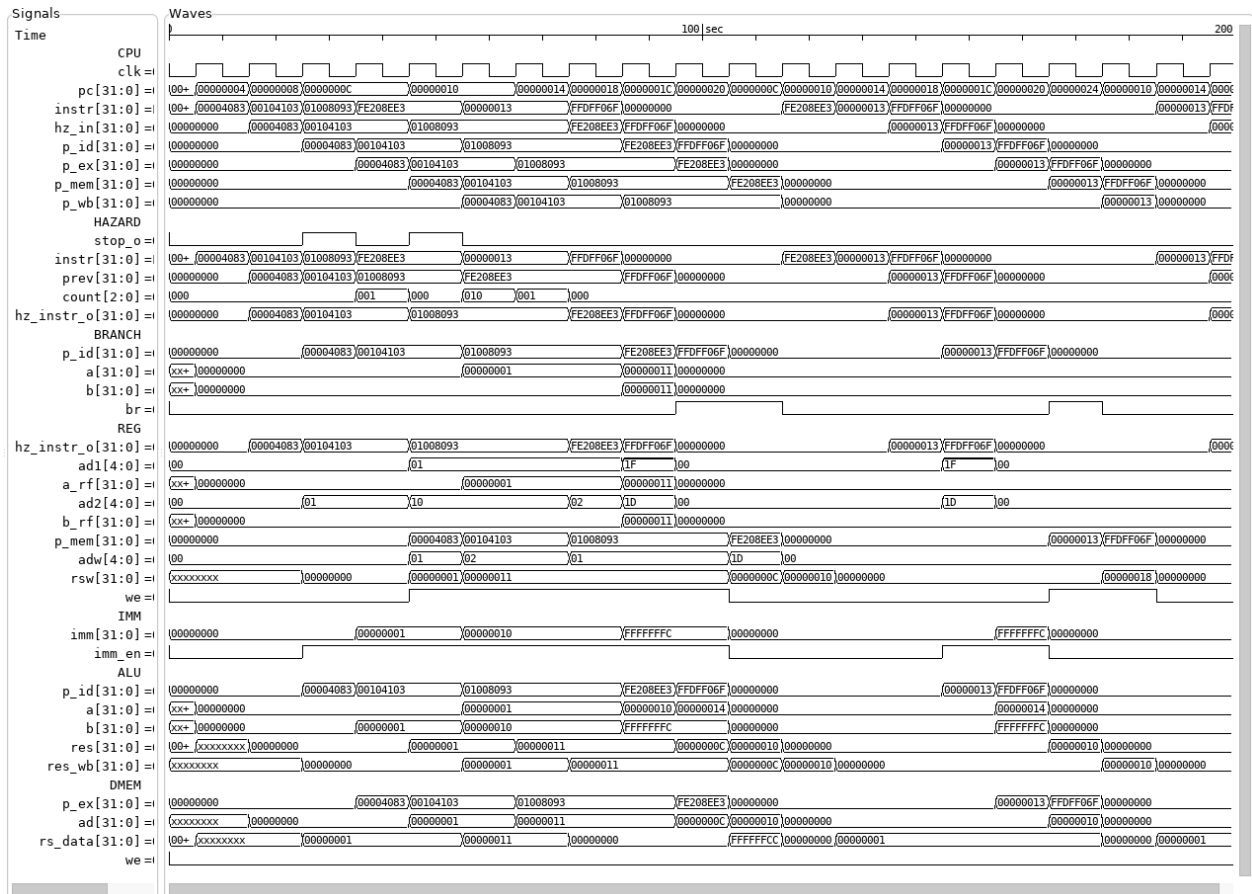 Signals Waves
Time 0 100 sec 200
CPU
clk=
pc[31:0]= 00+ 00000004 00000008 0000000C 00000010 00000014 00000018 0000001C 00000020 0000000C 00000010 00000014 00000018 0000001C 00000020 00000024 00000010 00000014 000
instr[31:0]= 00+ 00004083 00104103 01008093 FE208EE3 00000013 FFDFF06F 00000000 FE208EE3 00000013 FFDFF06F 00000000 00000013 FFDF
hz_in[31:0]= 00000000 00004083 00104103 01008093 FE208EE3 FFDFF06F 00000000 00000013 FFDFF06F 00000000 000
p_id[31:0]= 00000000 00004083 00104103 01008093 FE208EE3 FFDFF06F 00000000 00000013 FFDFF06F 00000000
p_ex[31:0]= 00000000 00004083 00104103 01008093 FE208EE3 00000000 00000013 FFDFF06F 00000000
p_mem[31:0]= 00000000 00004083 00104103 01008093 FE208EE3 00000000 00000013 FFDFF06F 00000000
p_wb[31:0]= 00000000 00004083 00104103 01008093 00000000 00000013 00000000
HAZARD
stop_o=
instr[31:0]= 00+ 00004083 00104103 01008093 FE208EE3 00000013 FFDFF06F 00000000 FE208EE3 00000013 FFDFF06F 00000000 00000013 FFDF
prev[31:0]= 00000000 00004083 00104103 01008093 FE208EE3 FFDFF06F 00000000 00000013 FFDFF06F 00000000 000
count[2:0]= 000 001 000 010 001 000
hz_instr_o[31:0]= 00000000 00004083 00104103 01008093 FE208EE3 FFDFF06F 00000000 00000013 FFDFF06F 00000000 000
BRANCH
p_id[31:0]= 00000000 00004083 00104103 01008093 FE208EE3 FFDFF06F 00000000 00000013 FFDFF06F 00000000
a[31:0]= xx+ 00000000 00000001 00000011 00000000
b[31:0]= xx+ 00000000 00000011 00000000
br=
REG
hz_instr_o[31:0]= 00000000 00004083 00104103 01008093 FE208EE3 FFDFF06F 00000000 00000013 FFDFF06F 00000000 000
ad1[4:0]= 00 01 1F 00 1F 00
a_rf[31:0]= xx+ 00000000 00000001 00000011 00000000
ad2[4:0]= 00 01 10 02 1D 00 1D 00
b_rf[31:0]= xx+ 00000000 00000011 00000000
p_mem[31:0]= 00000000 00004083 00104103 01008093 FE208EE3 00000000 00000013 FFDFF06F 00000000
adw[4:0]= 00 01 02 01 1D 00
rsw[31:0]= xxxxxxxx 00000000 00000001 00000011 0000000C 00000010 00000000 00000018 00000000
we=
IMM
imm[31:0]= 00000000 00000001 00000010 FFFFFFFC 00000000 FFFFFFFC 00000000
imm_en=
ALU
p_id[31:0]= 00000000 00004083 00104103 01008093 FE208EE3 FFDFF06F 00000000 00000013 FFDFF06F 00000000
a[31:0]= xx+ 00000000 00000001 00000010 00000014 00000000 00000014 00000000
b[31:0]= xx+ 00000000 00000001 00000010 FFFFFFFC 00000000 FFFFFFFC 00000000
res[31:0]= 00+ xxxxxxxx 00000000 00000001 00000011 0000000C 00000010 00000000 00000010 00000000
res_wb[31:0]= xxxxxxxx 00000000 00000001 00000011 0000000C 00000010 00000000 00000010 00000000
DMEM
p_ex[31:0]= 00000000 00004083 00104103 01008093 FE208EE3 00000000 00000013 FFDFF06F 00000000
ad[31:0]= xxxxxxxx 00000000 00000001 00000011 0000000C 00000010 00000000 00000010 00000000
rs_data[31:0]= 00+ xxxxxxxx 00000001 00000011 00000000 FFFFFFCC 00000000 00000001 00000000 00000001
we=